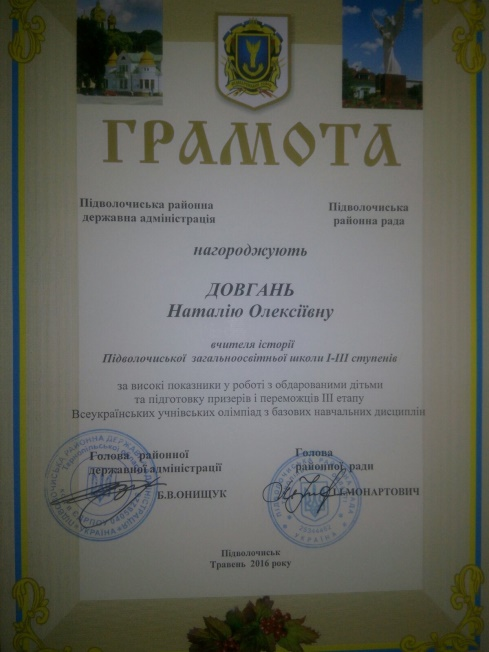 ГРАМОТА
Підволочиська районна
державна адміністрація
Підволочиська
районна рада
нагороджують
ДОВГАНЬ
Наталію Олексіївну
вчителя історії
Підволочиської загальноосвітньої школи І-ІІІ ступенів
за високі показники у роботі з обдарованими дітьми
та підготовку призерів і переможців ІІІ етапу
Всеукраїнських учнівських олімпіад з базових навчальних дисциплін
Голова районної
державної адміністрації
Б.В.ОНИЩУК
Голова
районної ради
МОНАРТОВИЧ
Підволочиськ
Травень 2016 року